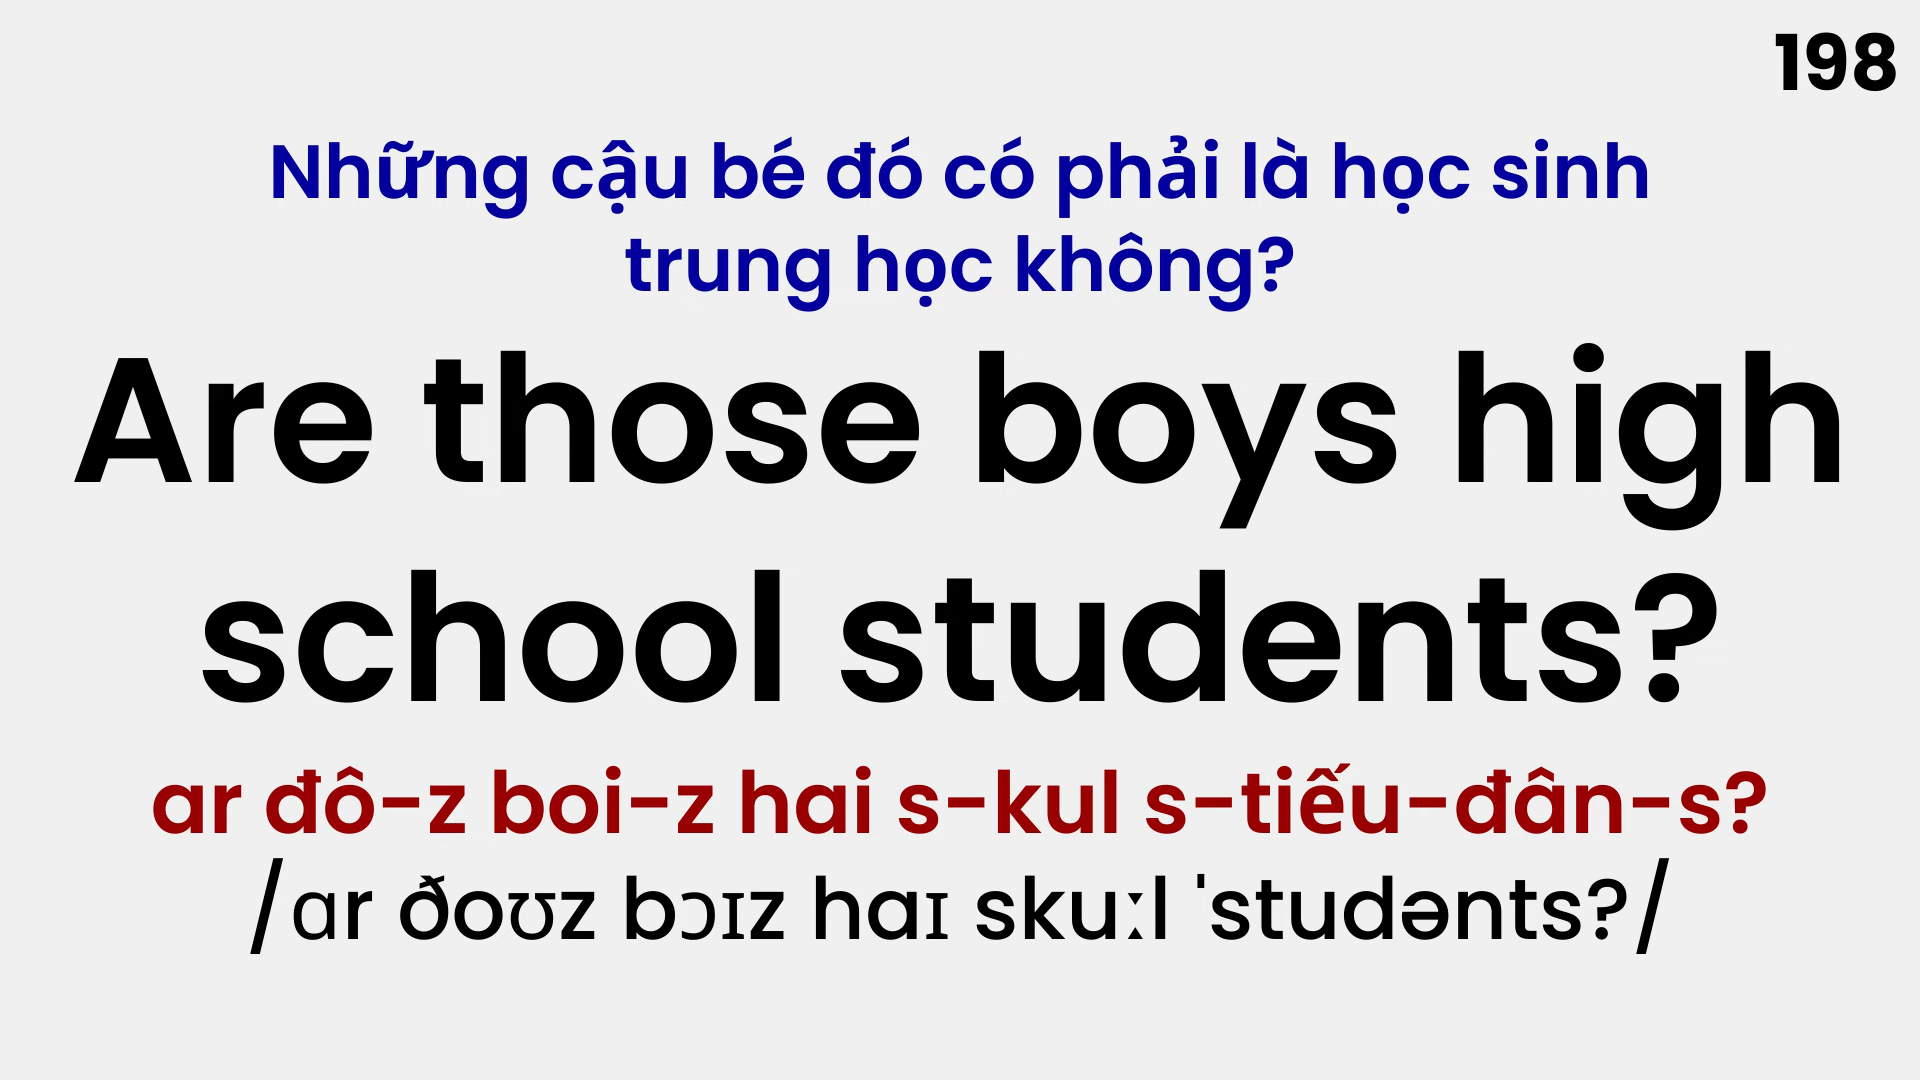 198
Những cậu bé đó có phải là học sinh
trung học không?
Are those boys high
school students?
ar đô-z boi-z hai s-kul s-tiếu-đân-s?
/ɑr ðoʊz bɔɪz haɪ skuːl ˈstudənts?/